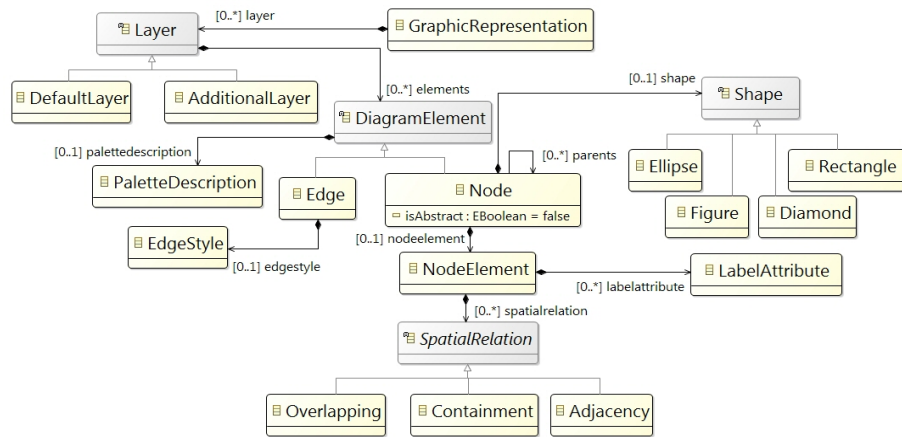 [0..*] layer
Layer
GraphicRepresentation
DefaultLayer
AdditionalLayer
[0..*] elements
[0..1] shape
Shape
DiagramElement
[0..1] palettedescription
[0..*] parents
PaletteDescription
Edge
Node
isAbstract : EBoolean = false
Ellipse
Rectangle
Figure
Diamond
EdgeStyle
[0..1] edgestyle
[0..1] nodeelement
NodeElement
[0..*] labelattribute
LabelAttribute
[0..*] spatialrelation
SpatialRelation
Overlapping
Containment
Adjacency